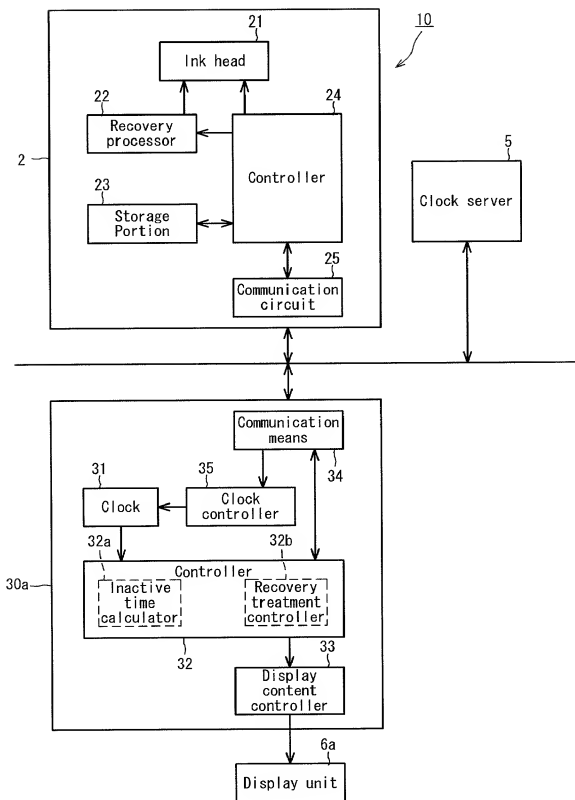 10
21
Ink head
22
Recovery
processor
24
Controller
2
23
Storage
Portion
25
Communication
circuit
5
Clock server
Communication
means
34
31
Clock
35
Clock
controller
32a
32b
Controller
Inactive
time
calculator
Recovery
treatment
controller
30a
32
33
Display
content
controller
6a
Display unit